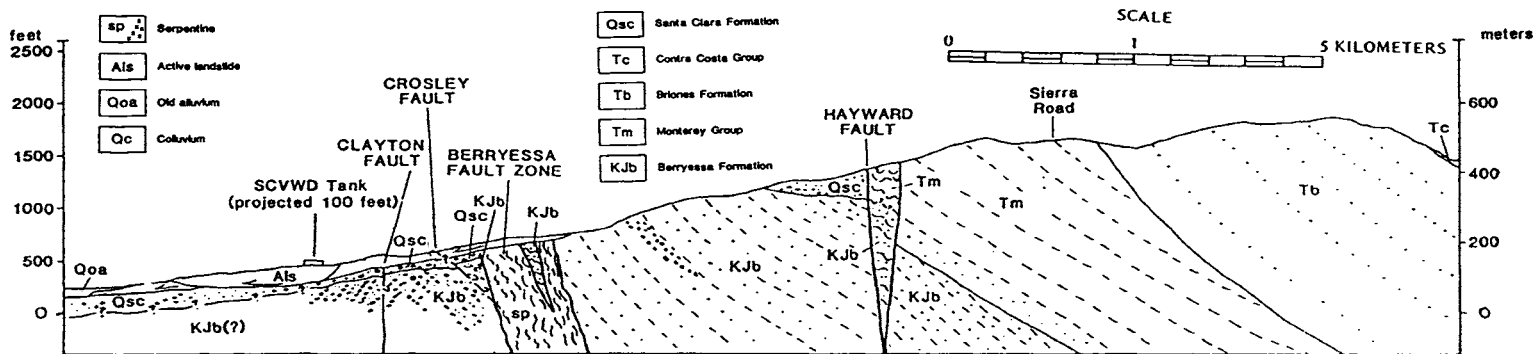 feet
2500
2000
1500
1000
500
0
sp Serpentine
Als Active landslide
Qoa Old alluvium
Qc Colluvium
Qsc Santa Clara Formation
Tc Contra Costa Group
Tb Briones Formation
Tm Monterey Group
KJb Berryessa Formation
SCALE
0 1 5 KILOMETERS
meters
600
400
200
0
CROSLEY
FAULT
CLAYTON
FAULT
BERRYESSA
FAULT ZONE
SCVWD Tank
(projected 100 feet)
HAYWARD
FAULT
Sierra
Road
Tc
Qoa
Qsc
Als
Qsc
KJb(?)
KJb
Qsc
KJb
KJb
sp
KJb
Qsc
KJb
Tm
KJb
Tm
Tb